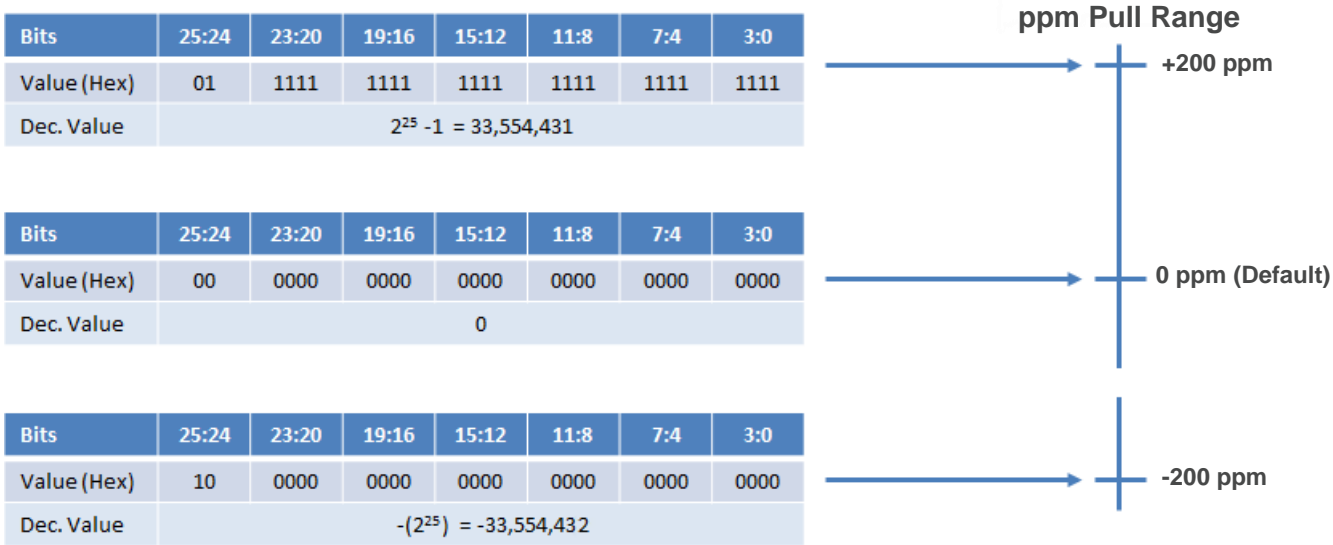 ppm Pull Range
Bits 25:24 23:20 19:16 15:12 11:8 7:4 3:0
Value (Hex) 01 1111 1111 1111 1111 1111 1111
Dec. Value 2²⁵ -1 = 33,554,431
+200 ppm
Bits 25:24 23:20 19:16 15:12 11:8 7:4 3:0
Value (Hex) 00 0000 0000 0000 0000 0000 0000
Dec. Value 0
0 ppm (Default)
Bits 25:24 23:20 19:16 15:12 11:8 7:4 3:0
Value (Hex) 10 0000 0000 0000 0000 0000 0000
Dec. Value -(2²⁵) = -33,554,432
-200 ppm